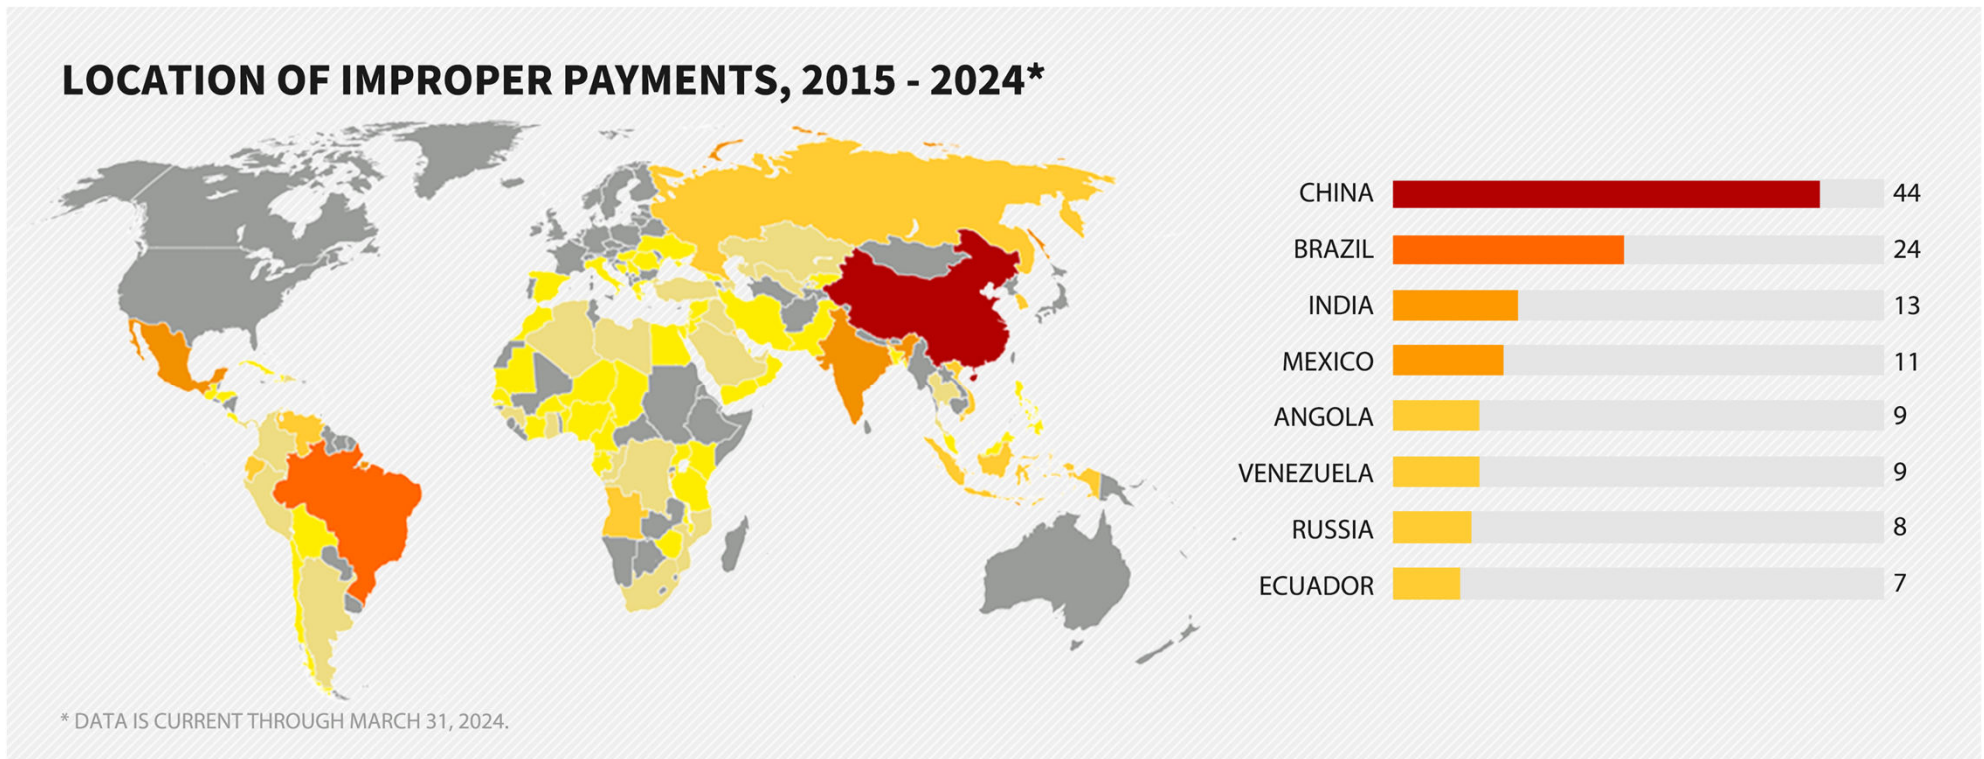 LOCATION OF IMPROPER PAYMENTS, 2015 - 2024*
CHINA 44
BRAZIL 24
INDIA 13
MEXICO 11
ANGOLA 9
VENEZUELA 9
RUSSIA 8
ECUADOR 7
* DATA IS CURRENT THROUGH MARCH 31, 2024.